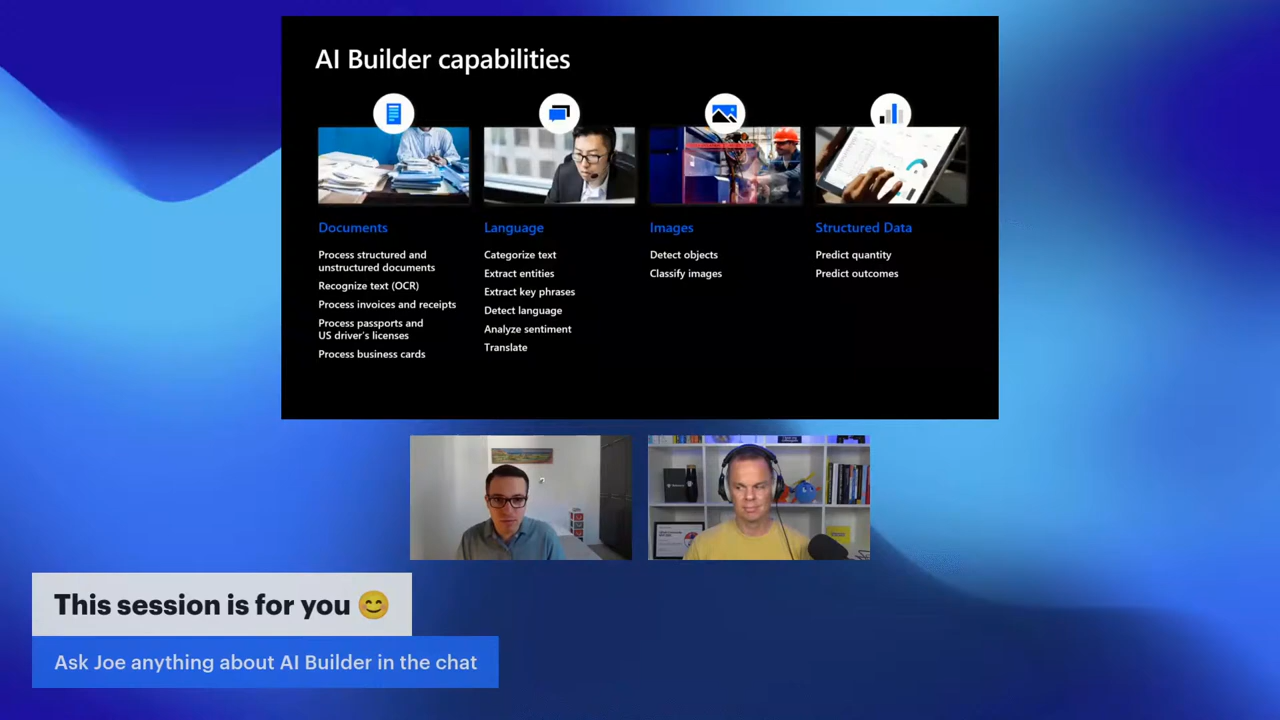 AI Builder capabilities
Documents
Process structured and
unstructured documents
Recognize text (OCR)
Process invoices and receipts
Process passports and
US driver's licenses
Process business cards
Language
Categorize text
Extract entities
Extract key phrases
Detect language
Analyze sentiment
Translate
Images
Detect objects
Classify images
Structured Data
Predict quantity
Predict outcomes
This session is for you 😊
Ask Joe anything about AI Builder in the chat